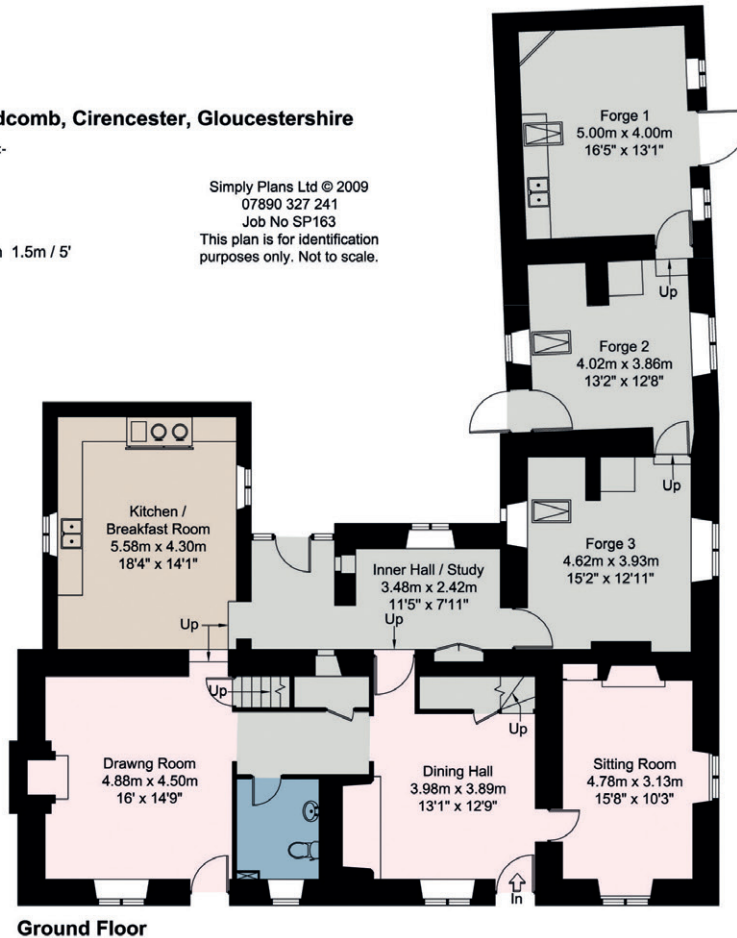 Cirencester, Gloucestershire
1.5m / 5'
Simply Plans Ltd © 2009
07890 327 241
Job No SP163
This plan is for identification
purposes only. Not to scale.
Forge 1
5.00m x 4.00m
16'5" x 13'1"
Up
Forge 2
4.02m x 3.86m
13'2" x 12'8"
Up
Kitchen /
Breakfast Room
5.58m x 4.30m
18'4" x 14'1"
Forge 3
4.62m x 3.93m
15'2" x 12'11"
Inner Hall / Study
3.48m x 2.42m
11'5" x 7'11"
Up
Up
Up
Up
Drawng Room
4.88m x 4.50m
16' x 14'9"
Dining Hall
3.98m x 3.89m
13'1" x 12'9"
Sitting Room
4.78m x 3.13m
15'8" x 10'3"
In
Ground Floor